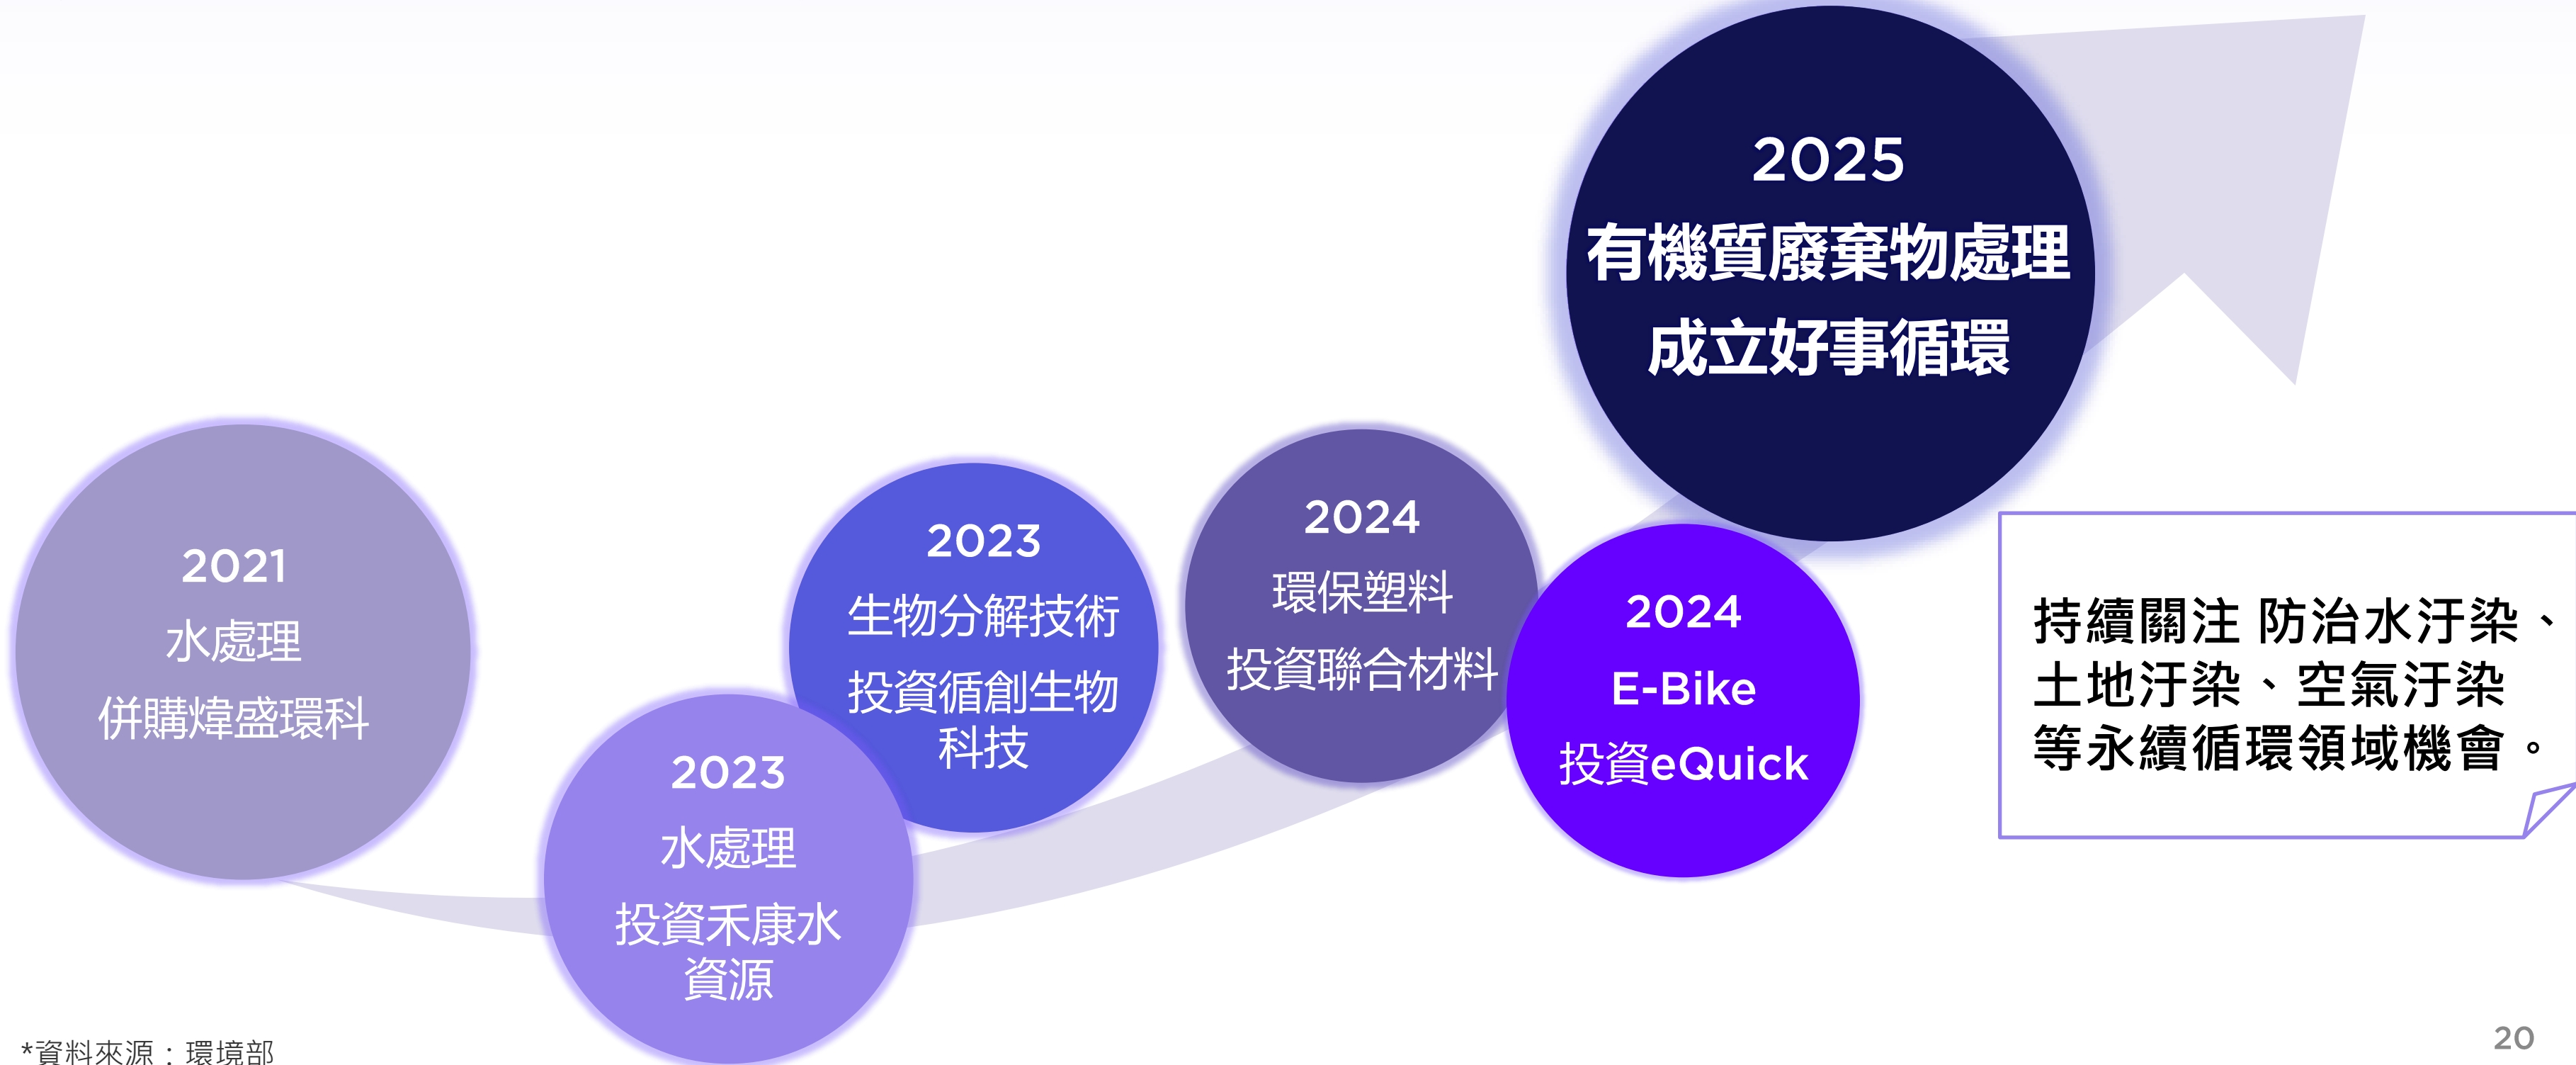 2021
水處理
併購煒盛環科
2023
水處理
投資禾康水
資源
2023
生物分解技術
投資循創生物
科技
2024
環保塑料
投資聯合材料
2024
E-Bike
投資eQuick
2025
有機質廢棄物處理
成立好事循環
持續關注 防治水汙染、
土地汙染、空氣汙染
等永續循環領域機會。
*資料來源：環境部
20